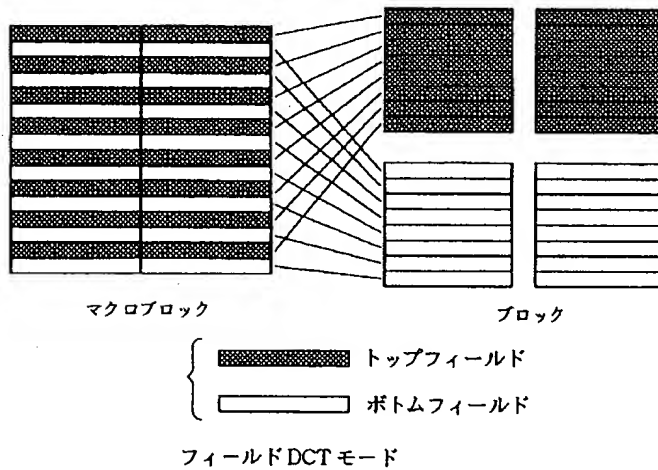 マクロブロック
ブロック
トップフィールド
ボトムフィールド
フィールドDCTモード